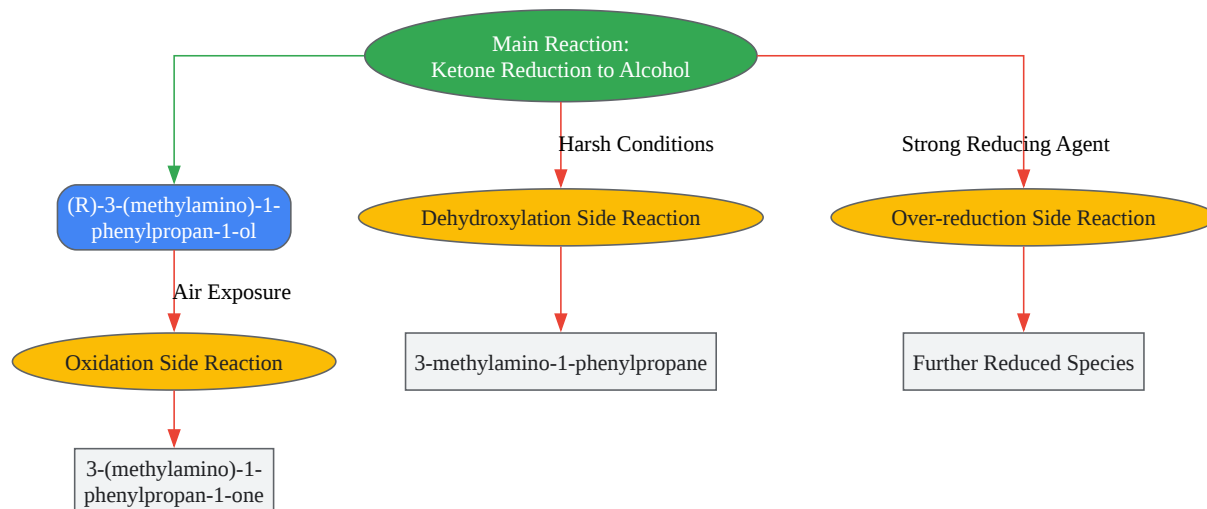 Main Reaction:
Ketone Reduction to Alcohol
Harsh Conditions
Strong Reducing Agent
(R)-3-(methylamino)-1-
phenylpropan-1-ol
Dehydroxylation Side Reaction
Over-reduction Side Reaction
Air Exposure
Oxidation Side Reaction
3-methylamino-1-phenylpropane
Further Reduced Species
3-(methylamino)-1-
phenylpropan-1-one